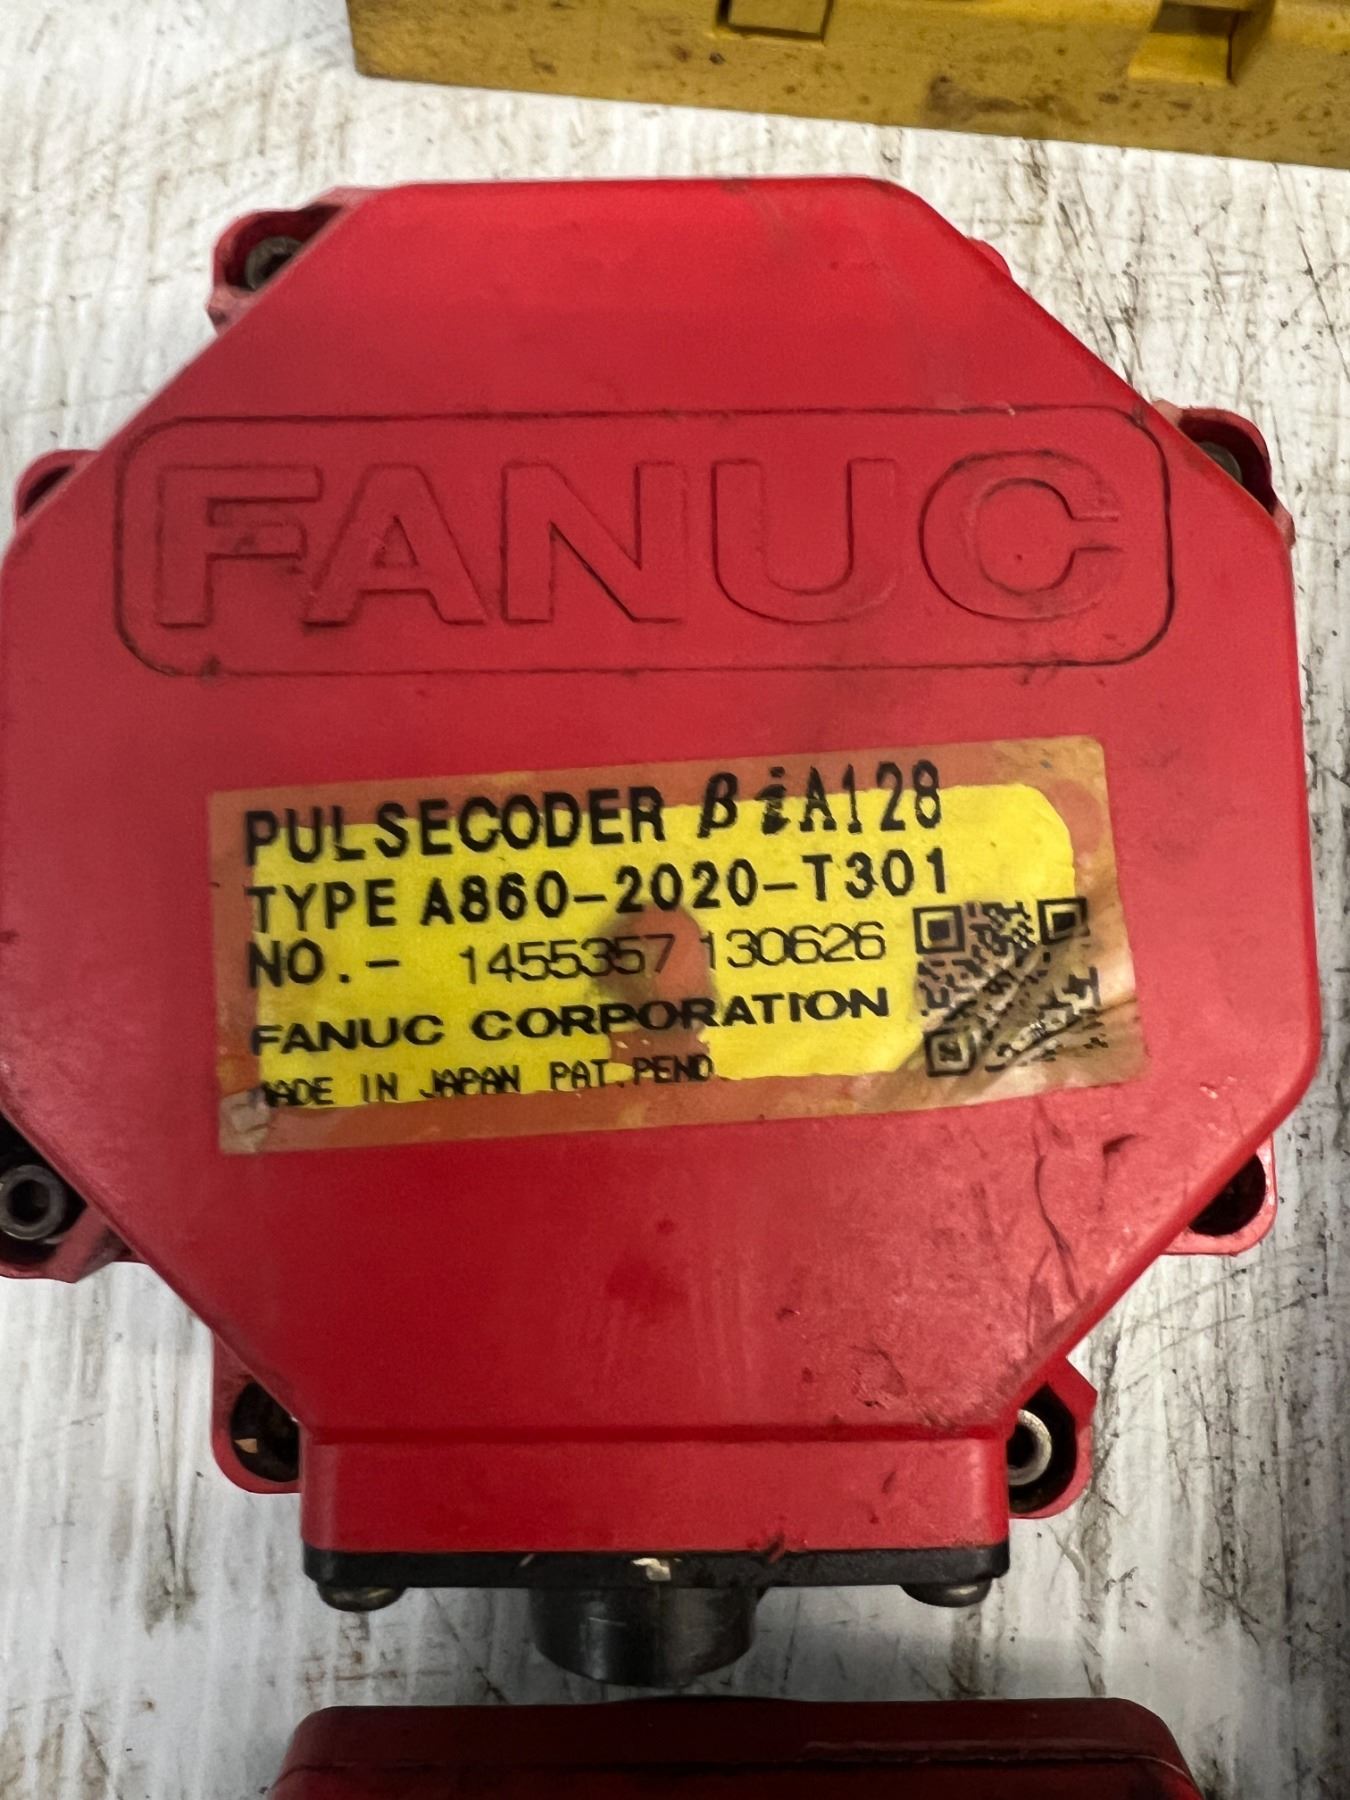 FANUC
PULSECODER βiA128
TYPE A860-2020-T301
NO.- 1455357 130626
FANUC CORPORATION
MADE IN JAPAN PAT.PEND.